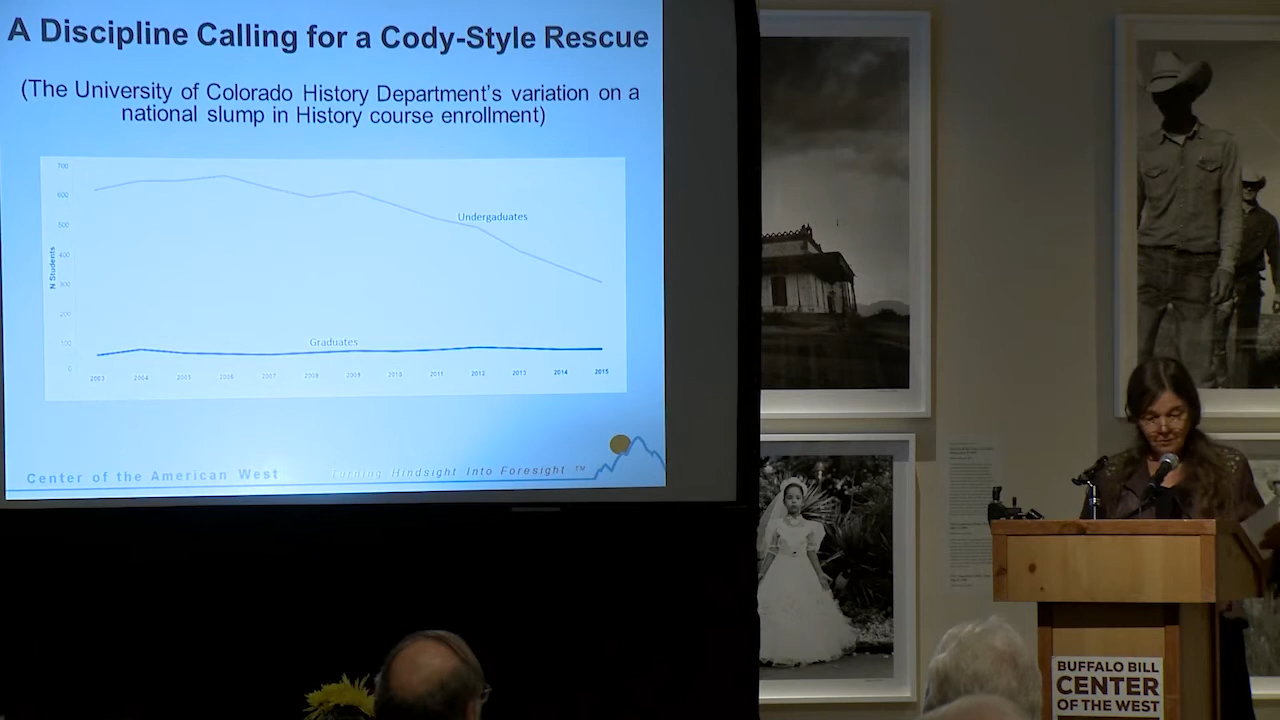 A Discipline Calling for a Cody-Style Rescue
(The University of Colorado History Department's variation on a
national slump in History course enrollment)
700
600
500
400
300
200
100
0
N Students
Undergaduates
Graduates
2003 2004 2005 2006 2007 2008 2009 2010 2011 2012 2013 2014 2015
Center of the American West
Turning Hindsight Into Foresight ™
BUFFALO BILL
CENTER
OF THE WEST